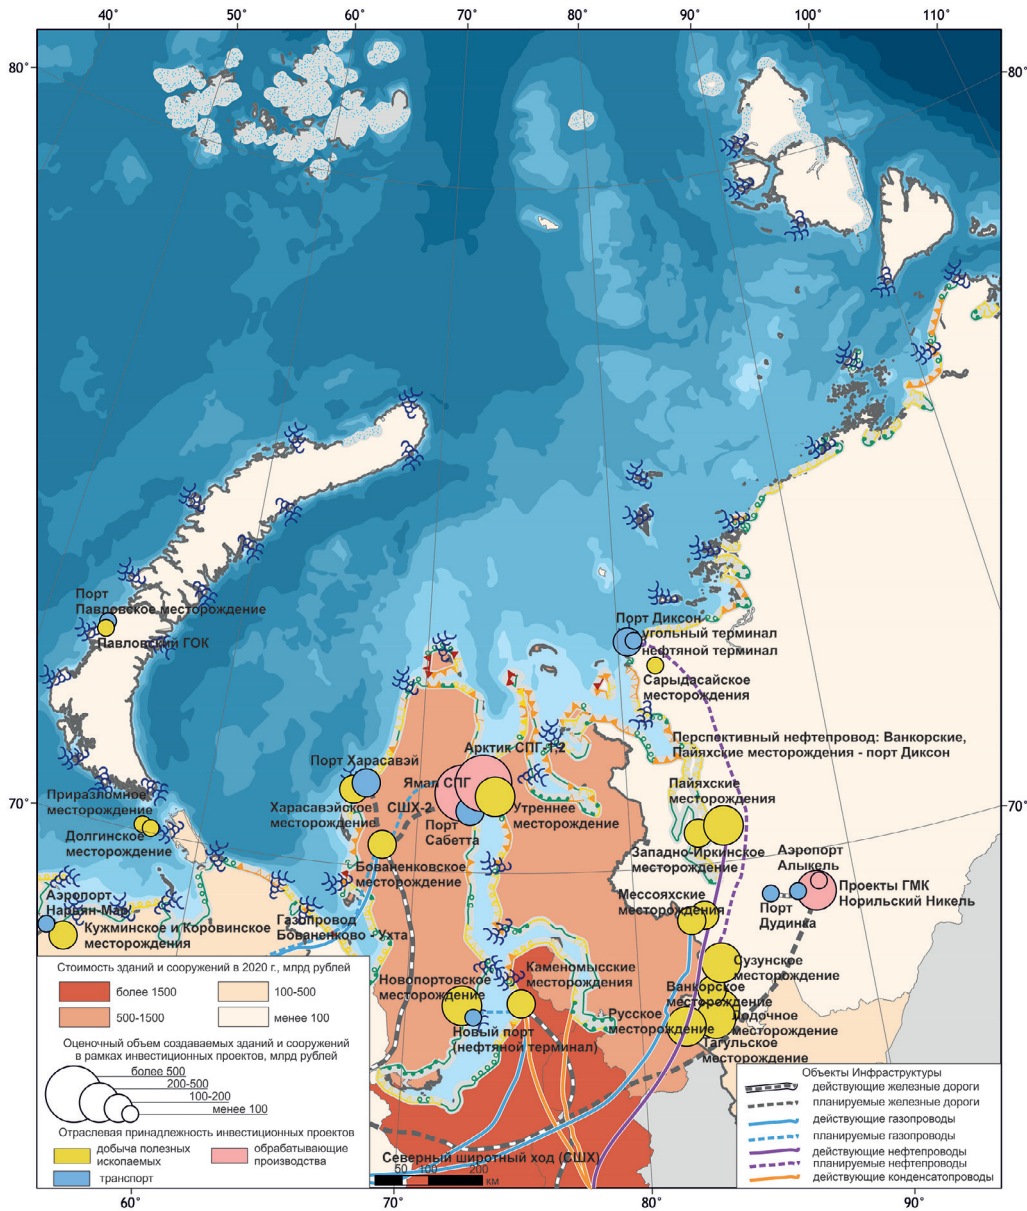 40°
50°
60°
70°
80°
90°
100°
110°
80°
80°
Порт
Павловское месторождение
Павловский ГОК
Порт Диксон
угольный терминал
нефтяной терминал
Сарыдасайское
месторождения
Перспективный нефтепровод: Ванкорские,
Пайяхские месторождения - порт Диксон
Арктик СПГ-1,2
Порт Харасавэй
Ямал СПГ
Пайяхские
месторождения
Приразломное
месторождение
70°
70°
Харасавэйское
месторождение
СШХ-2
Утреннее
месторождение
Порт
Сабетта
Долгинское
месторождение
Западно-Иркинское
месторождение
Аэропорт
Алыкель
Бованенковское
месторождение
Проекты ГМК
Норильский Никель
Аэропорт
Нарьян-Мар
Мессояхские
месторождения
Порт
Дудинка
Газопровод
Бованенково - Ухта
Кужминское и Коровинское
месторождения
Сузунское
месторождение
Каменомысские
месторождения
Новопортовское
месторождение
Ванкорское
месторождение
Русское
месторождение
Лодочное
месторождение
Новый порт
(нефтяной терминал)
Тагульское
месторождение
Северный широтный ход (СШХ)
50 100 200
км
Стоимость зданий и сооружений в 2020 г., млрд рублей
более 1500
100-500
500-1500
менее 100
Оценочный объем создаваемых зданий и сооружений
в рамках инвестиционных проектов, млрд рублей
более 500
200-500
100-200
менее 100
Отраслевая принадлежность инвестиционных проектов
добыча полезных
ископаемых
обрабатывающие
производства
транспорт
Объекты Инфраструктуры
действующие железные дороги
планируемые железные дороги
действующие газопроводы
планируемые газопроводы
действующие нефтепроводы
планируемые нефтепроводы
действующие конденсатопроводы
60°
70°
80°
90°